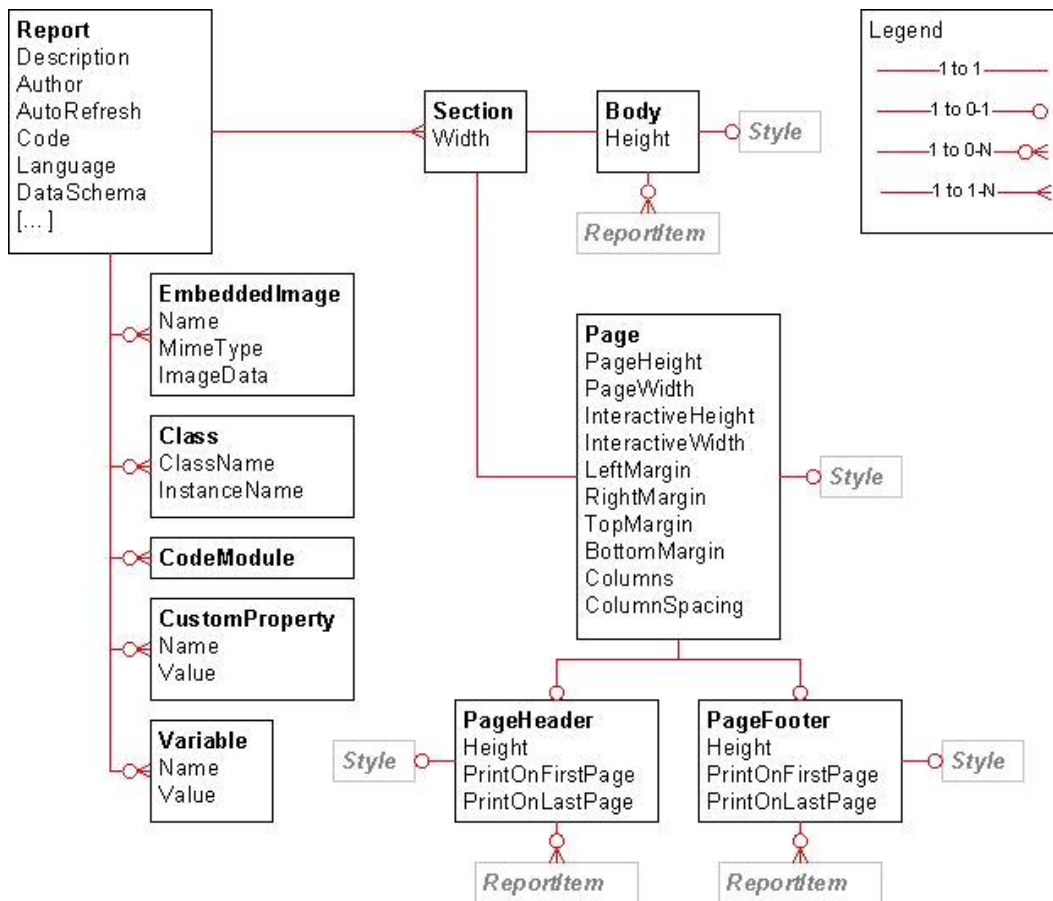 Report
Description
Author
AutoRefresh
Code
Language
DataSchema
[... ]
Section
Width
Body
Height
Style
ReportItem
Legend
1 to 1
1 to 0-1
1 to 0-N
1 to 1-N
EmbeddedImage
Name
MimeType
ImageData
Class
ClassName
InstanceName
CodeModule
CustomProperty
Name
Value
Variable
Name
Value
Page
PageHeight
PageWidth
InteractiveHeight
InteractiveWidth
LeftMargin
RightMargin
TopMargin
BottomMargin
Columns
ColumnSpacing
Style
Style
PageHeader
Height
PrintOnFirstPage
PrintOnLastPage
ReportItem
PageFooter
Height
PrintOnFirstPage
PrintOnLastPage
Style
ReportItem